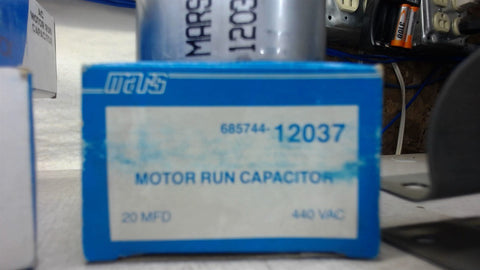 MARS
1203
mars
685744-12037
MOTOR RUN CAPACITOR
20 MFD 440 VAC